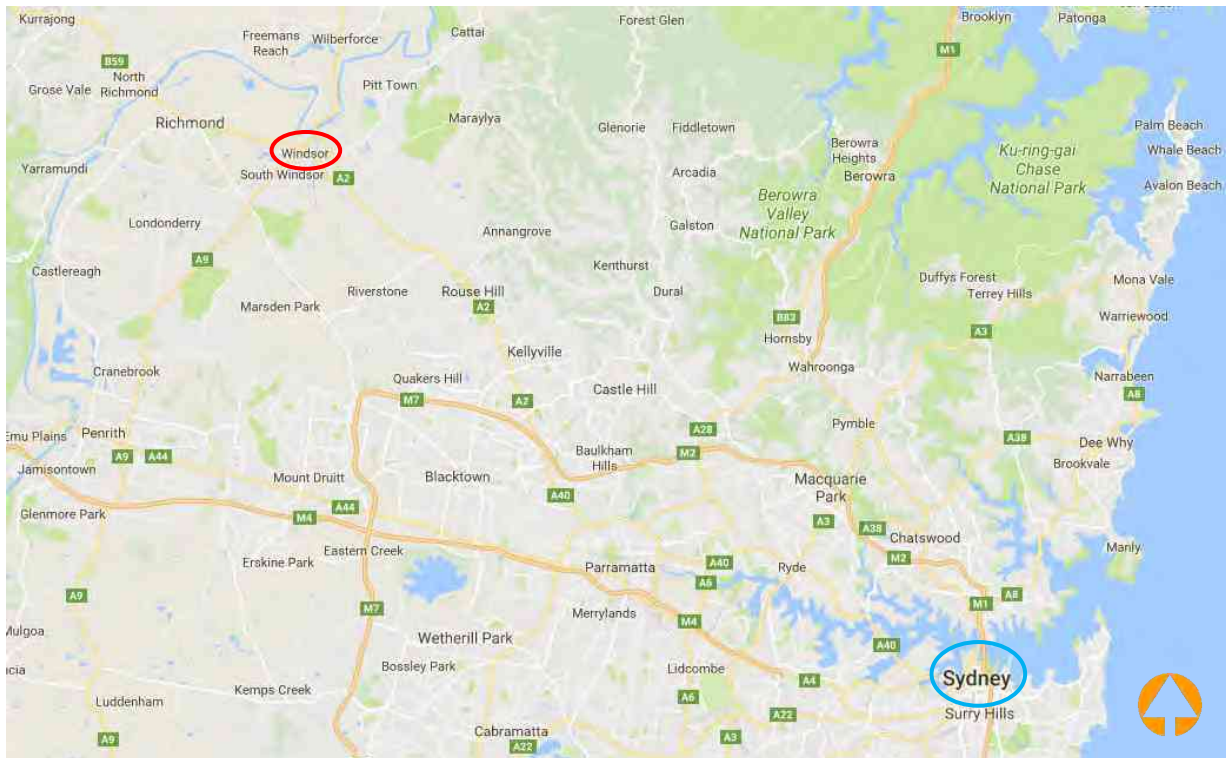 Kurrajong
Forest Glen
Brooklyn
Patonga
Freemans
Reach
Wilberforce
Cattai
M1
B59
North
Richmond
Grose Vale
Pitt Town
Richmond
Maraylya
Glenorie
Fiddletown
Palm Beach
Windsor
Berowra
Heights
Ku-ring-gai
Chase
National Park
Whale Beach
Yarramundi
South Windsor
A2
Arcadia
Berowra
Avalon Beach
Berowra
Valley
National Park
Londonderry
Annangrove
Galston
A9
Castlereagh
Kenthurst
Duffys Forest
Mona Vale
Riverstone
Rouse Hill
Dural
Terrey Hills
Marsden Park
A2
B83
Warriewood
Hornsby
A3
Kellyville
Wahroonga
Cranebrook
Quakers Hill
Castle Hill
Narrabeen
M7
A2
A8
Emu Plains
Penrith
A28
Pymble
A38
Dee Why
A9
A44
Baulkham
Hills
M2
Brookvale
Jamisontown
Mount Druitt
Blacktown
Macquarie
Park
A40
Glenmore Park
A44
M4
A3
A38
Chatswood
Eastern Creek
Manly
Erskine Park
Parramatta
A40
Ryde
M2
A6
A9
M7
Merrylands
M1
A8
Mulgoa
M4
Wetherill Park
A40
Bossley Park
Lidcombe
A4
Sydney
Kemps Creek
Luddenham
A6
A22
Surry Hills
Cabramatta
A9
A22
A3